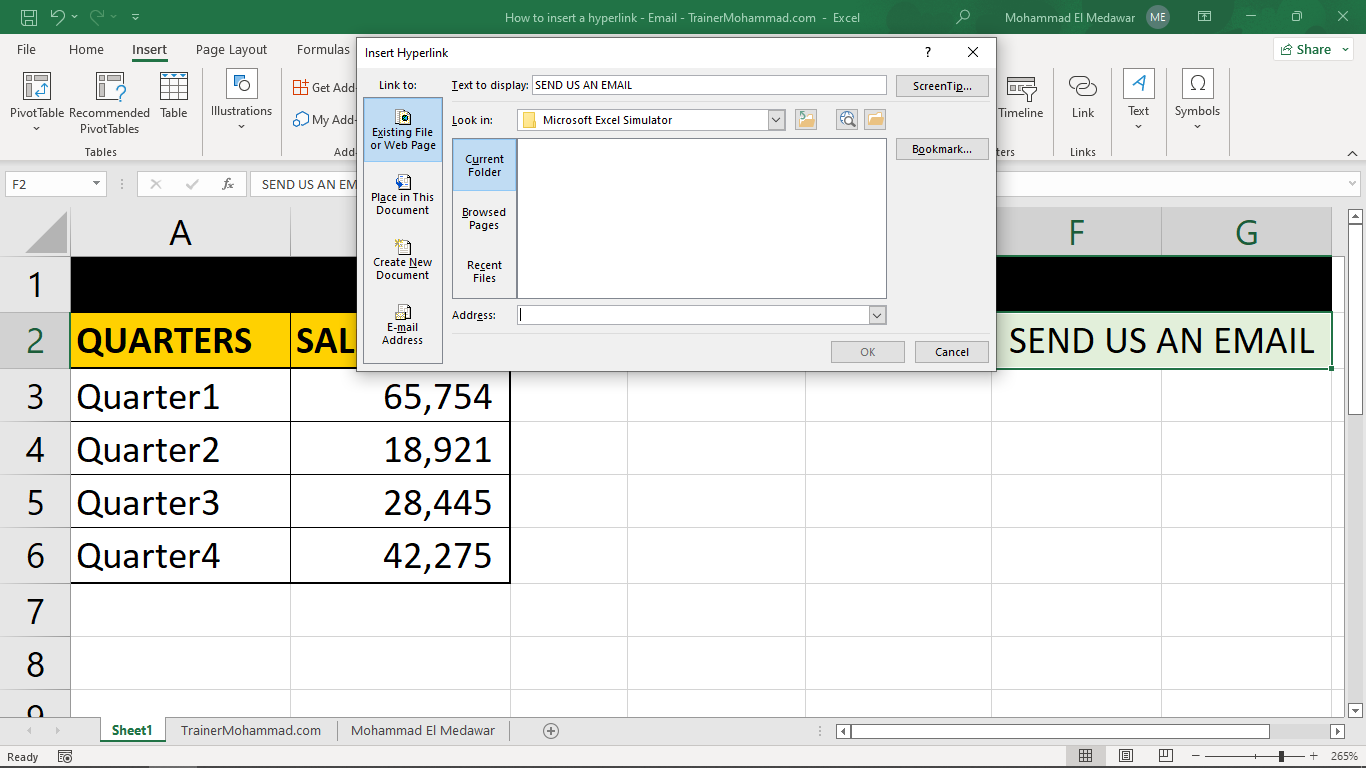 How to insert a hyperlink - Email - TrainerMohammad.com - Excel
Mohammad El Medawar
ME
File
Home
Insert
Page Layout
Formulas
Share
PivotTable
Recommended
PivotTables
Table
Tables
Illustrations
Get Add-
My Add-
Add-
Timeline
ters
Link
Links
Text
Symbols
Insert Hyperlink
?
Link to:
Text to display:
SEND US AN EMAIL
ScreenTip...
Existing File
or Web Page
Place in This
Document
Create New
Document
E-mail
Address
Look in:
Microsoft Excel Simulator
Bookmark...
Current
Folder
Browsed
Pages
Recent
Files
Address:
OK
Cancel
F2
fx
SEND US AN EM
A
F
G
1
2
QUARTERS
SAL
SEND US AN EMAIL
3
Quarter1
65,754
4
Quarter2
18,921
5
Quarter3
28,445
6
Quarter4
42,275
7
8
9
Sheet1
TrainerMohammad.com
Mohammad El Medawar
Ready
265%